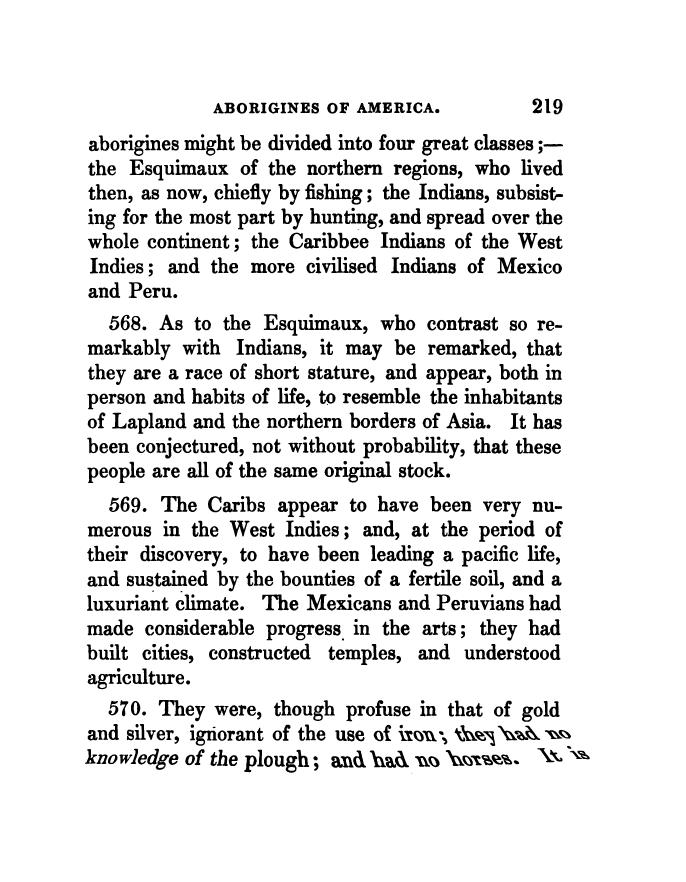 ABORIGINES OF AMERICA. 219
aborigines might be divided into four great classes;—
the Esquimaux of the northern regions, who lived
then, as now, chiefly by fishing; the Indians, subsist-
ing for the most part by hunting, and spread over the
whole continent; the Caribbee Indians of the West
Indies; and the more civilised Indians of Mexico
and Peru.
568. As to the Esquimaux, who contrast so re-
markably with Indians, it may be remarked, that
they are a race of short stature, and appear, both in
person and habits of life, to resemble the inhabitants
of Lapland and the northern borders of Asia. It has
been conjectured, not without probability, that these
people are all of the same original stock.
569. The Caribs appear to have been very nu-
merous in the West Indies; and, at the period of
their discovery, to have been leading a pacific life,
and sustained by the bounties of a fertile soil, and a
luxuriant climate. The Mexicans and Peruvians had
made considerable progress in the arts; they had
built cities, constructed temples, and understood
agriculture.
570. They were, though profuse in that of gold
and silver, ignorant of the use of iron; they had no
knowledge of the plough; and had no horses. It is